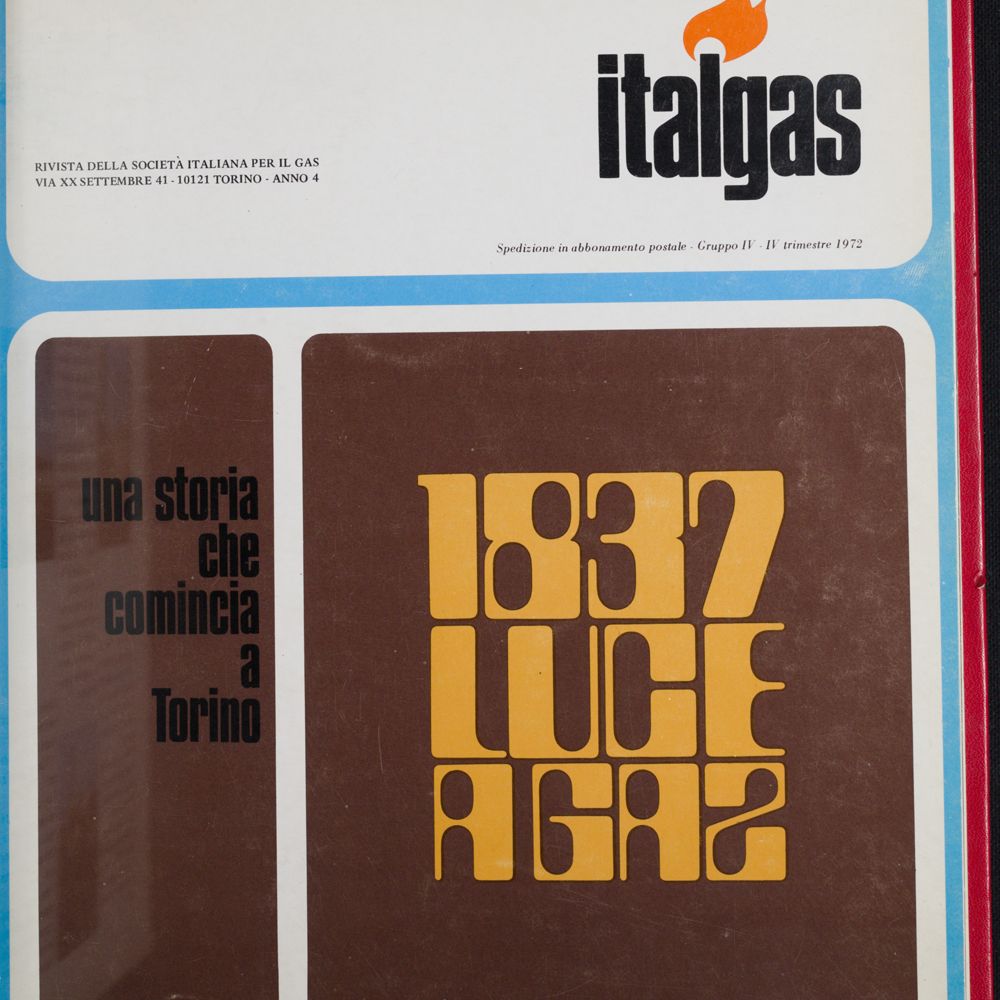 italgas
RIVISTA DELLA SOCIETÀ ITALIANA PER IL GAS
VIA XX SETTEMBRE 41 - 10121 TORINO - ANNO 4
Spedizione in abbonamento postale - Gruppo IV - IV trimestre 1972
una storia
che
comincia
a
Torino
1837
LUCE
A GAZ